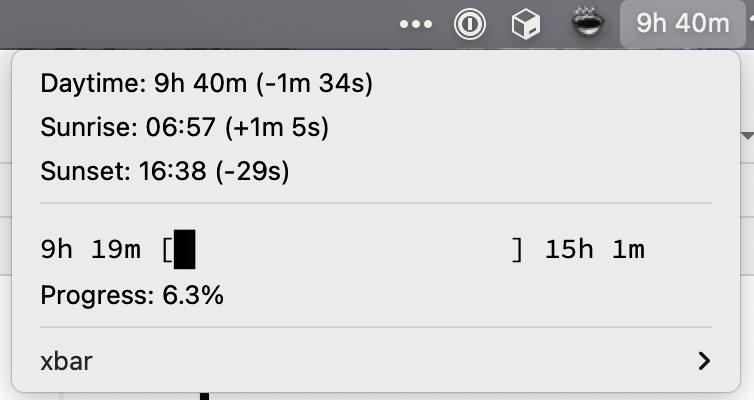 9h 40m
Daytime: 9h 40m (-1m 34s)
Sunrise: 06:57 (+1m 5s)
Sunset: 16:38 (-29s)
9h 19m [█ ] 15h 1m
Progress: 6.3%
xbar